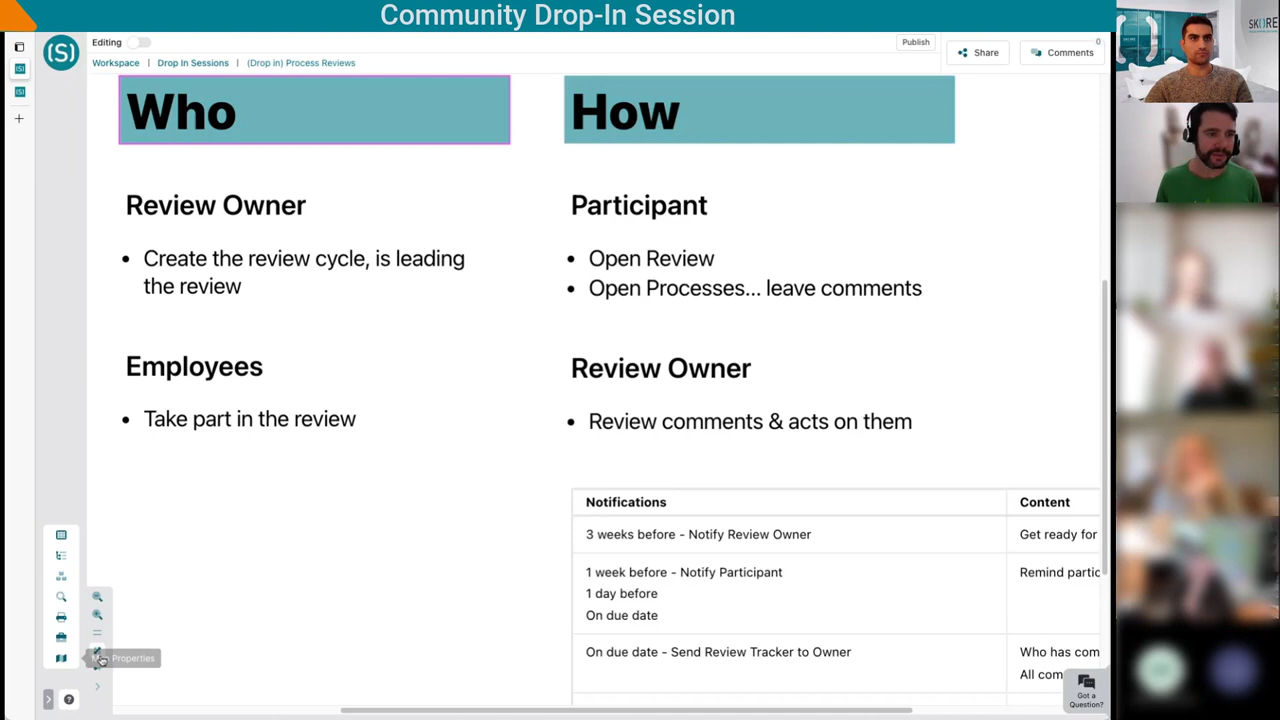 Community Drop-In Session
(S)
Editing
Publish
Share
0
Comments
Workspace | Drop In Sessions | (Drop in) Process Reviews
Who
Review Owner
• Create the review cycle, is leading
the review
Employees
• Take part in the review
How
Participant
• Open Review
• Open Processes... leave comments
Review Owner
• Review comments & acts on them
Notifications
Content
3 weeks before - Notify Review Owner
Get ready for
1 week before - Notify Participant
1 day before
On due date
Remind partic
On due date - Send Review Tracker to Owner
Who has com
All com
Properties
?
Got a
Question?